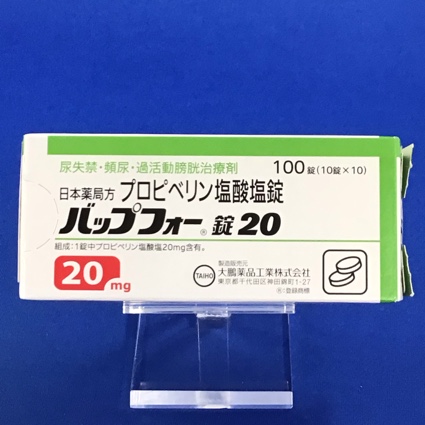 尿失禁・頻尿・過活動膀胱治療剤
100錠(10錠×10)
日本薬局方 プロピベリン塩酸塩錠
バップフォー®錠20
組成：1錠中プロピベリン塩酸塩20mg含有。
20mg
製造販売元
TAIHO 大鵬薬品工業株式会社
東京都千代田区神田錦町1-27
®登録商標